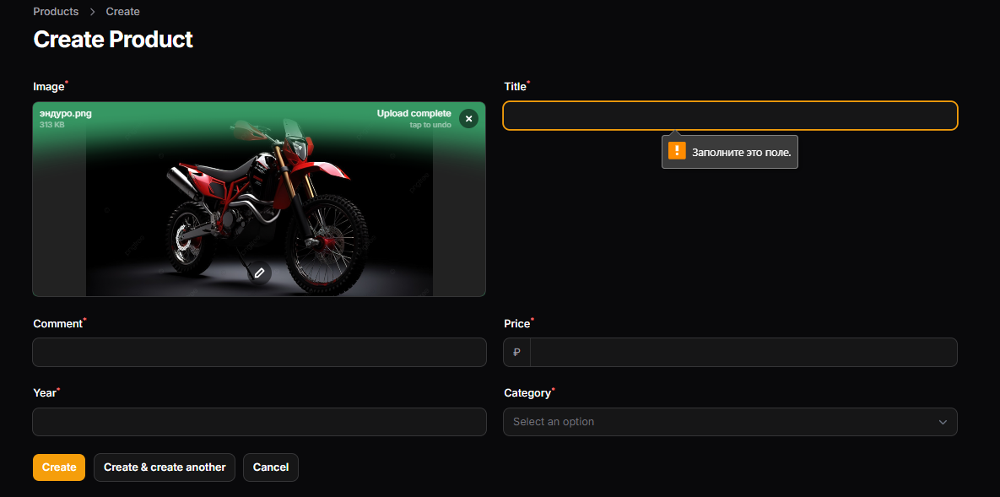 Products > Create
Create Product
Image*
Title*
эндуро.png
313 KB
Upload complete
tap to undo
Заполните это поле.
Comment*
Price*
₽
Year*
Category*
Select an option
Create
Create & create another
Cancel